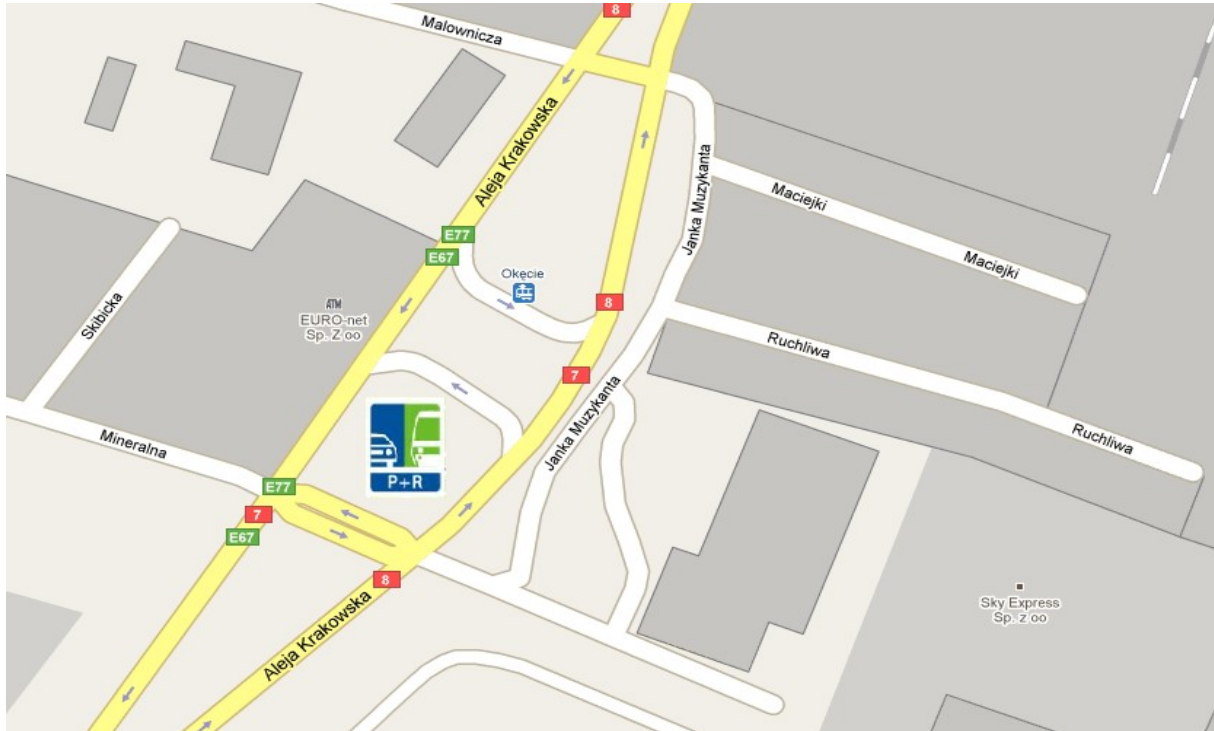 8
Malownicza
Aleja Krakowska
Janka Muzykanta
Maciejki
Maciejki
E77
E67
Okęcie
8
ATM
EURO-net
Sp. Z oo
Skibicka
Ruchliwa
Ruchliwa
7
Janka Muzykanta
Mineralna
P+R
E77
7
E67
8
Aleja Krakowska
Sky Express
Sp. z oo